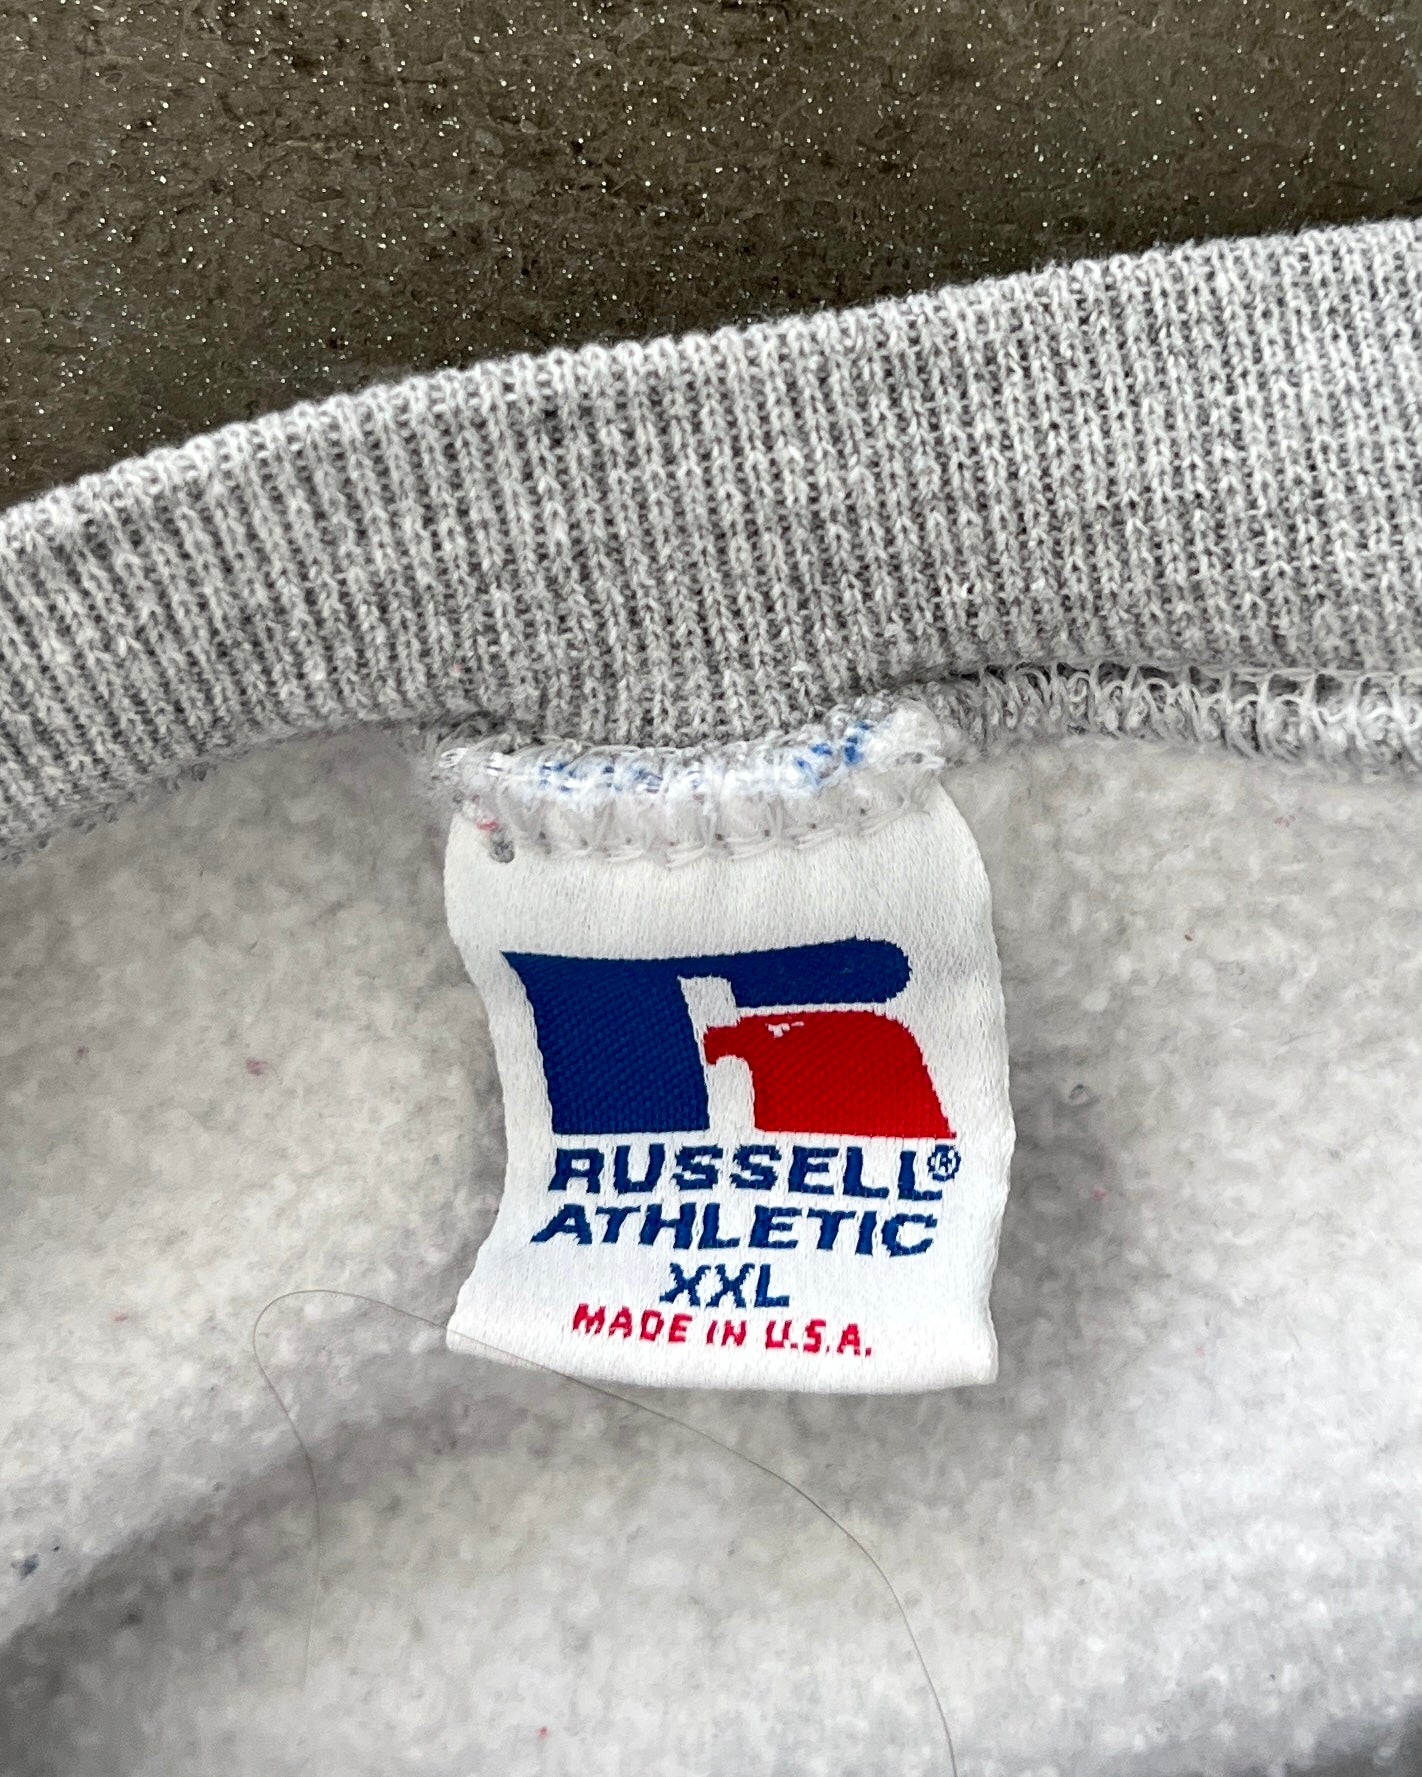 RUSSELL®
ATHLETIC
XXL
MADE IN U.S.A.